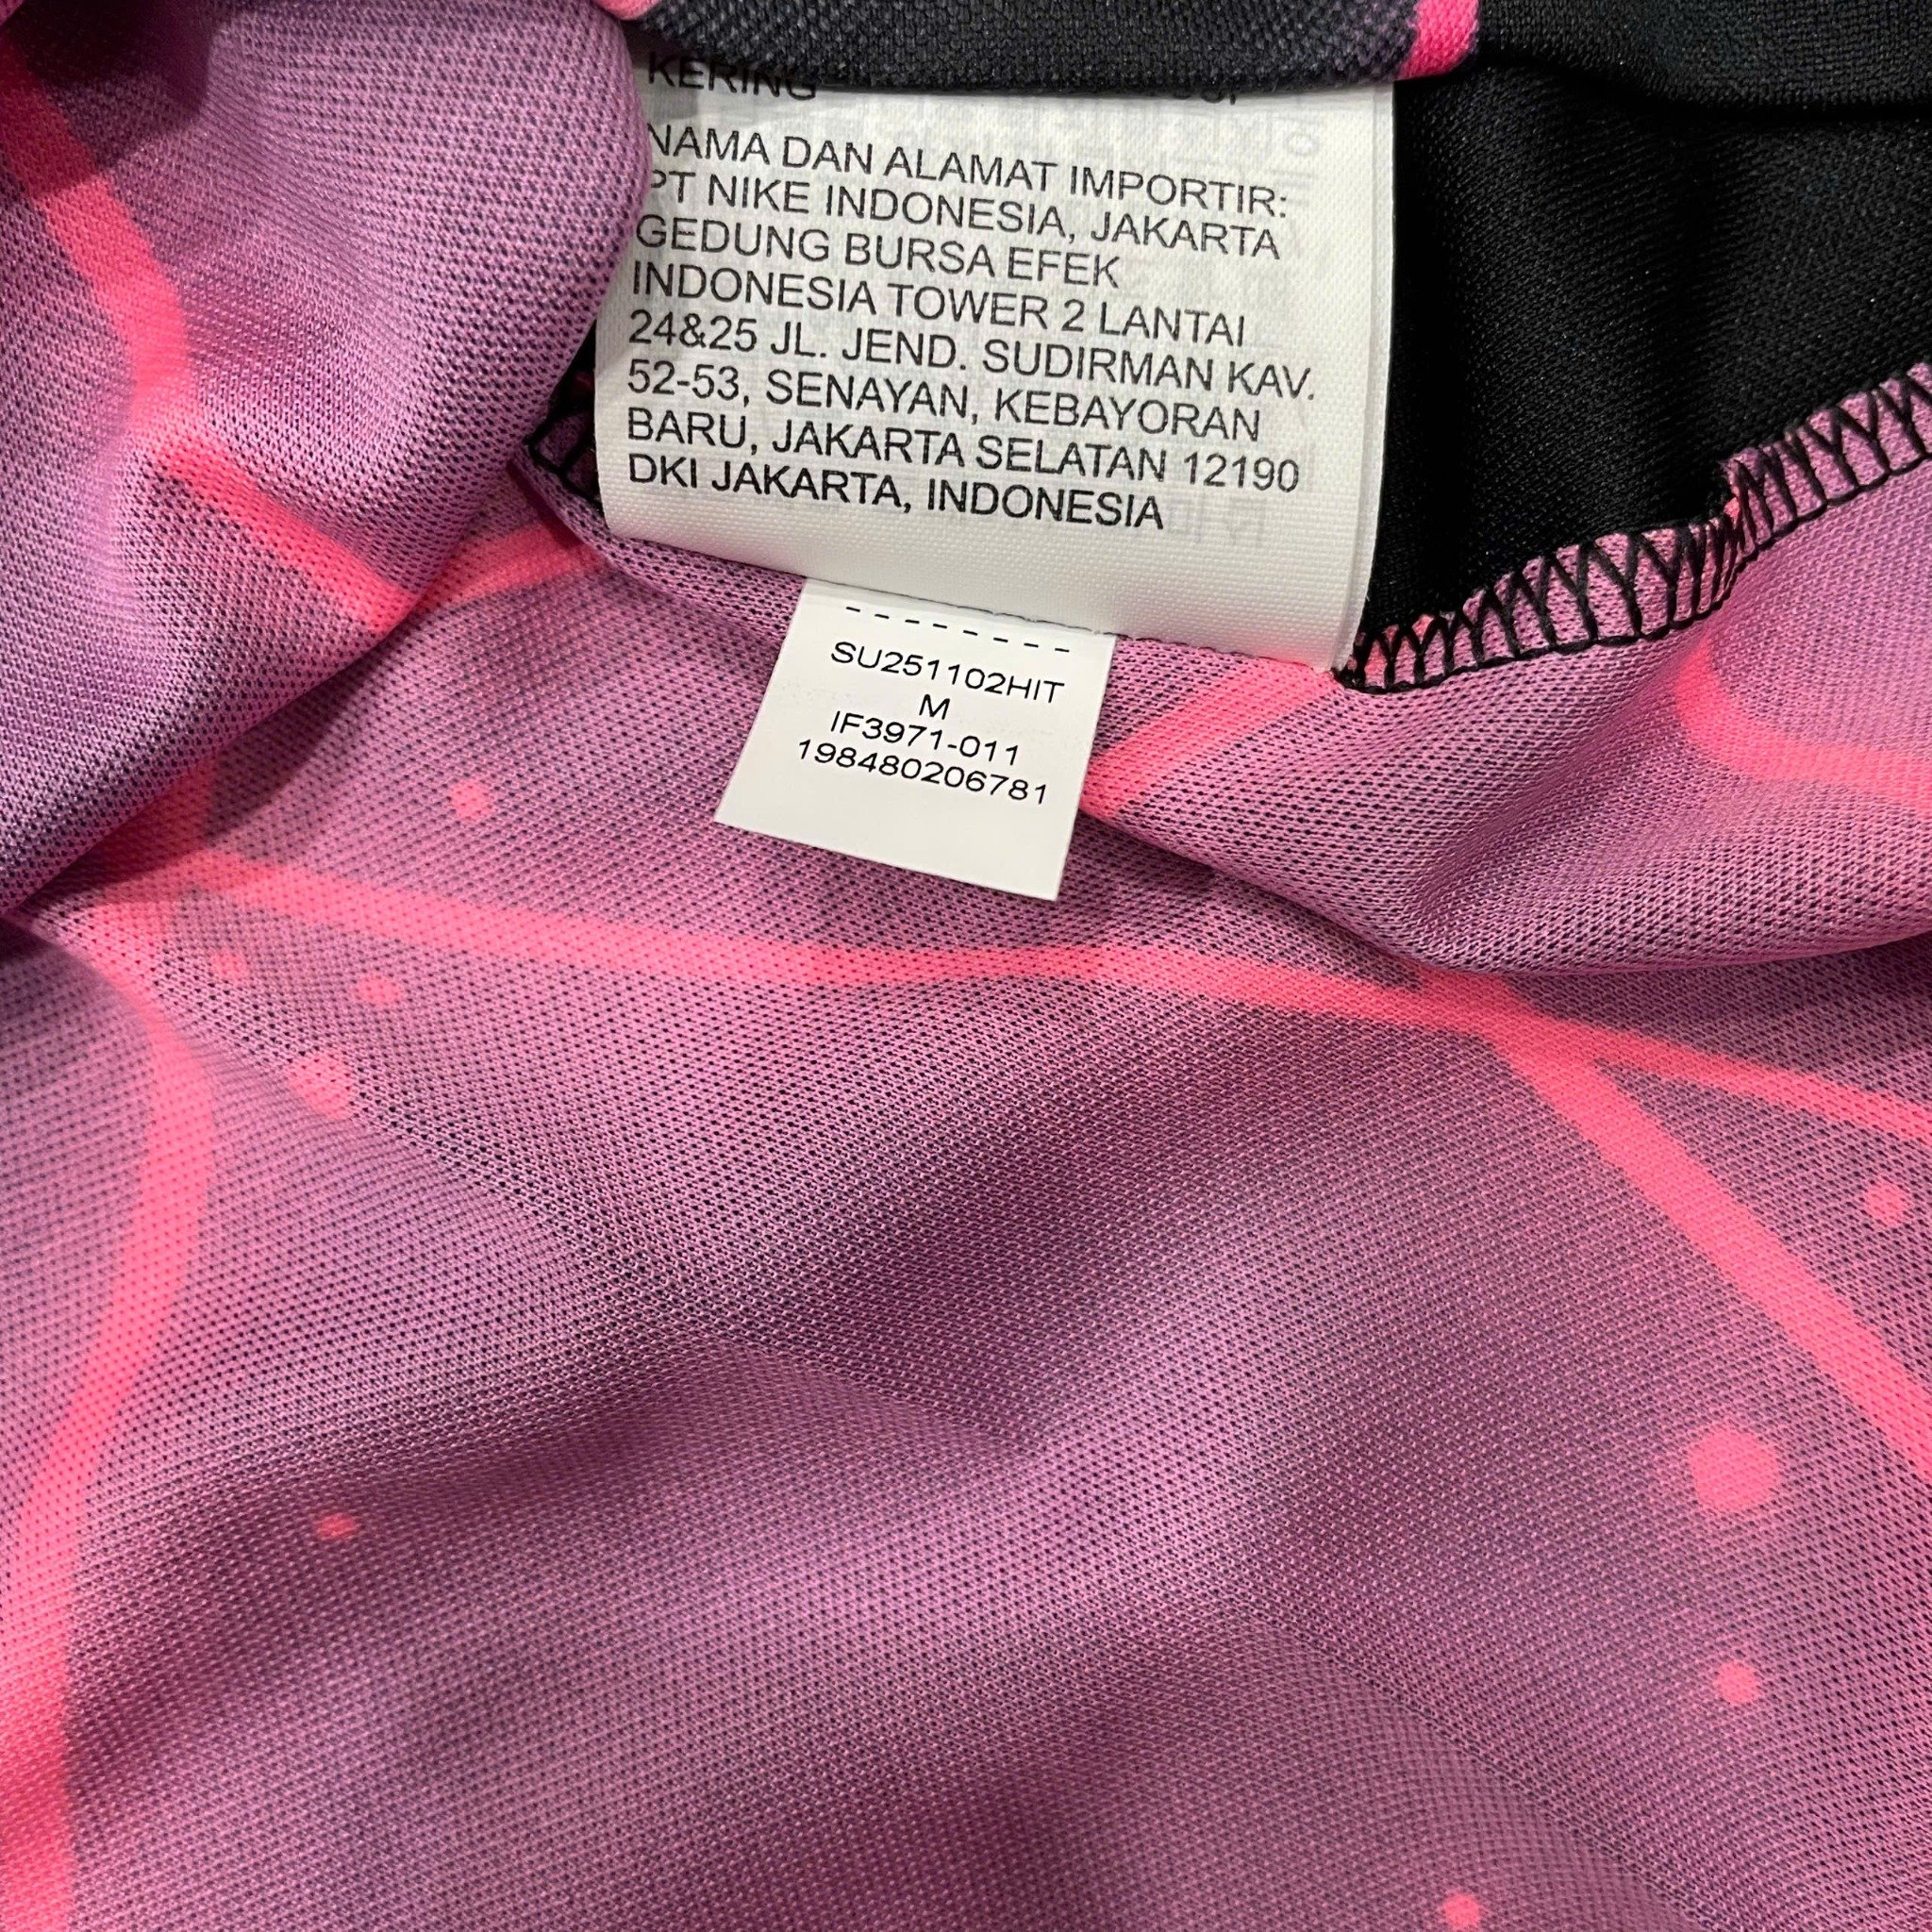 KERING
NAMA DAN ALAMAT IMPORTIR:
PT NIKE INDONESIA, JAKARTA
GEDUNG BURSA EFEK
INDONESIA TOWER 2 LANTAI
24&25 JL. JEND. SUDIRMAN KAV.
52-53, SENAYAN, KEBAYORAN
BARU, JAKARTA SELATAN 12190
DKI JAKARTA, INDONESIA
SU251102HIT
M
IF3971-011
198480206781